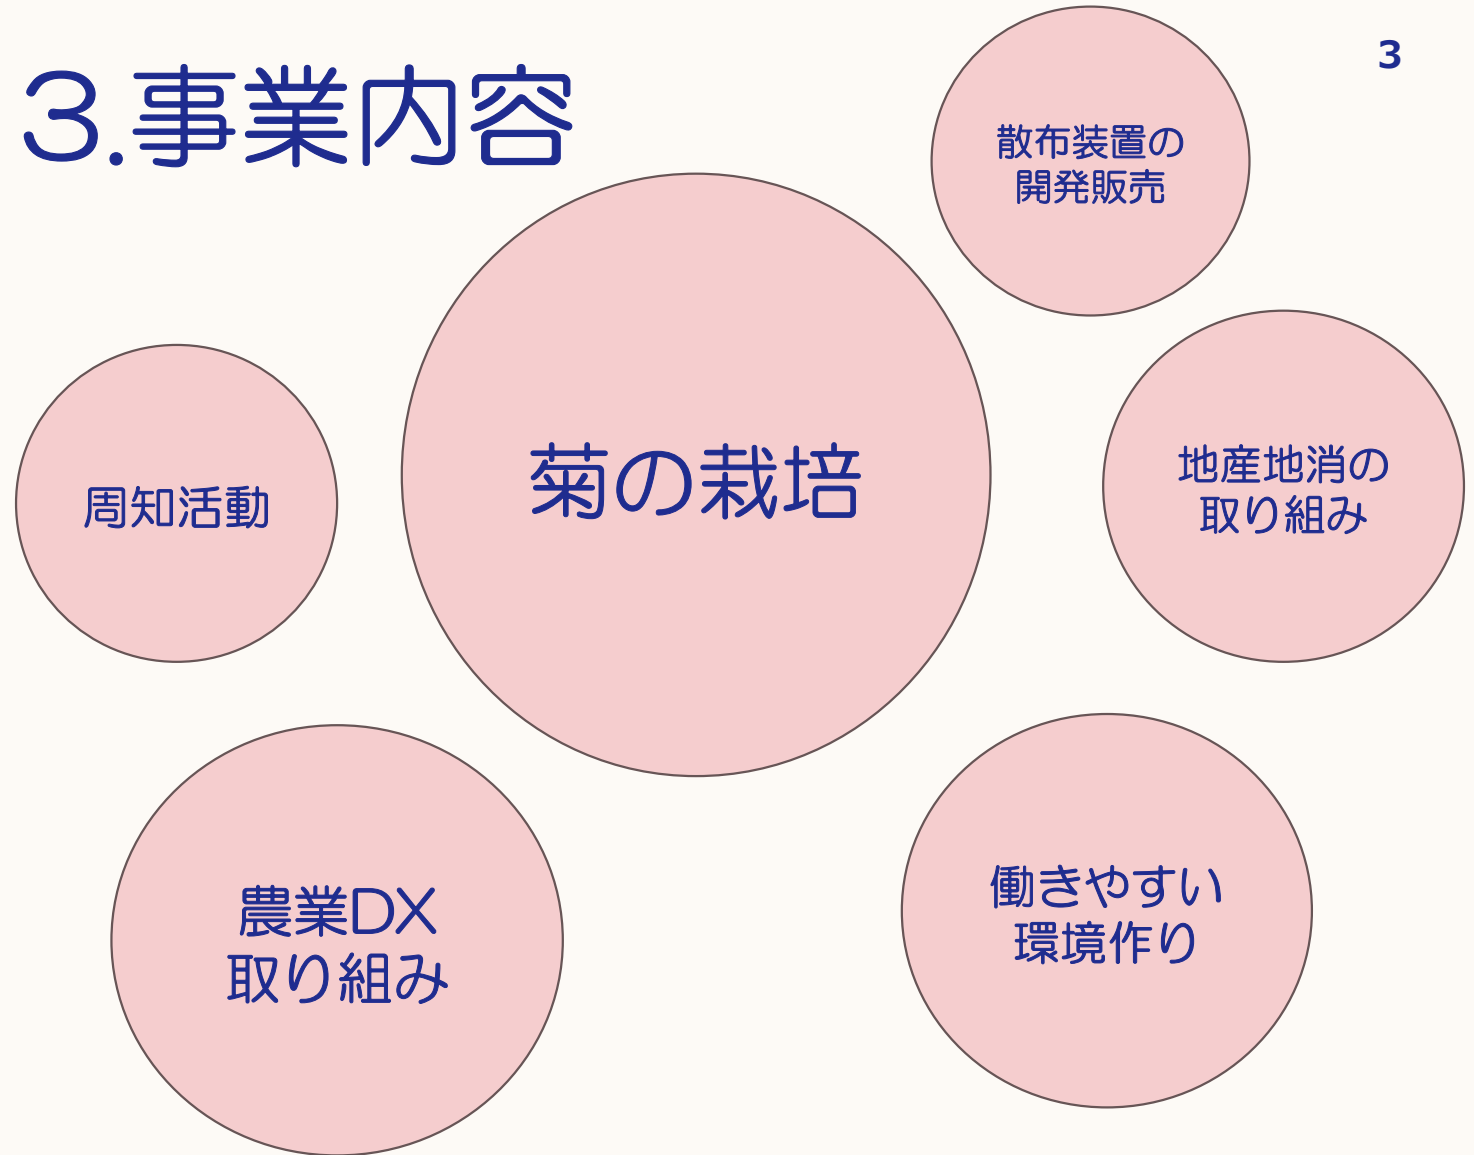 3.事業内容
3
散布装置の
開発販売
菊の栽培
地産地消の
取り組み
周知活動
農業DX
取り組み
働きやすい
環境作り